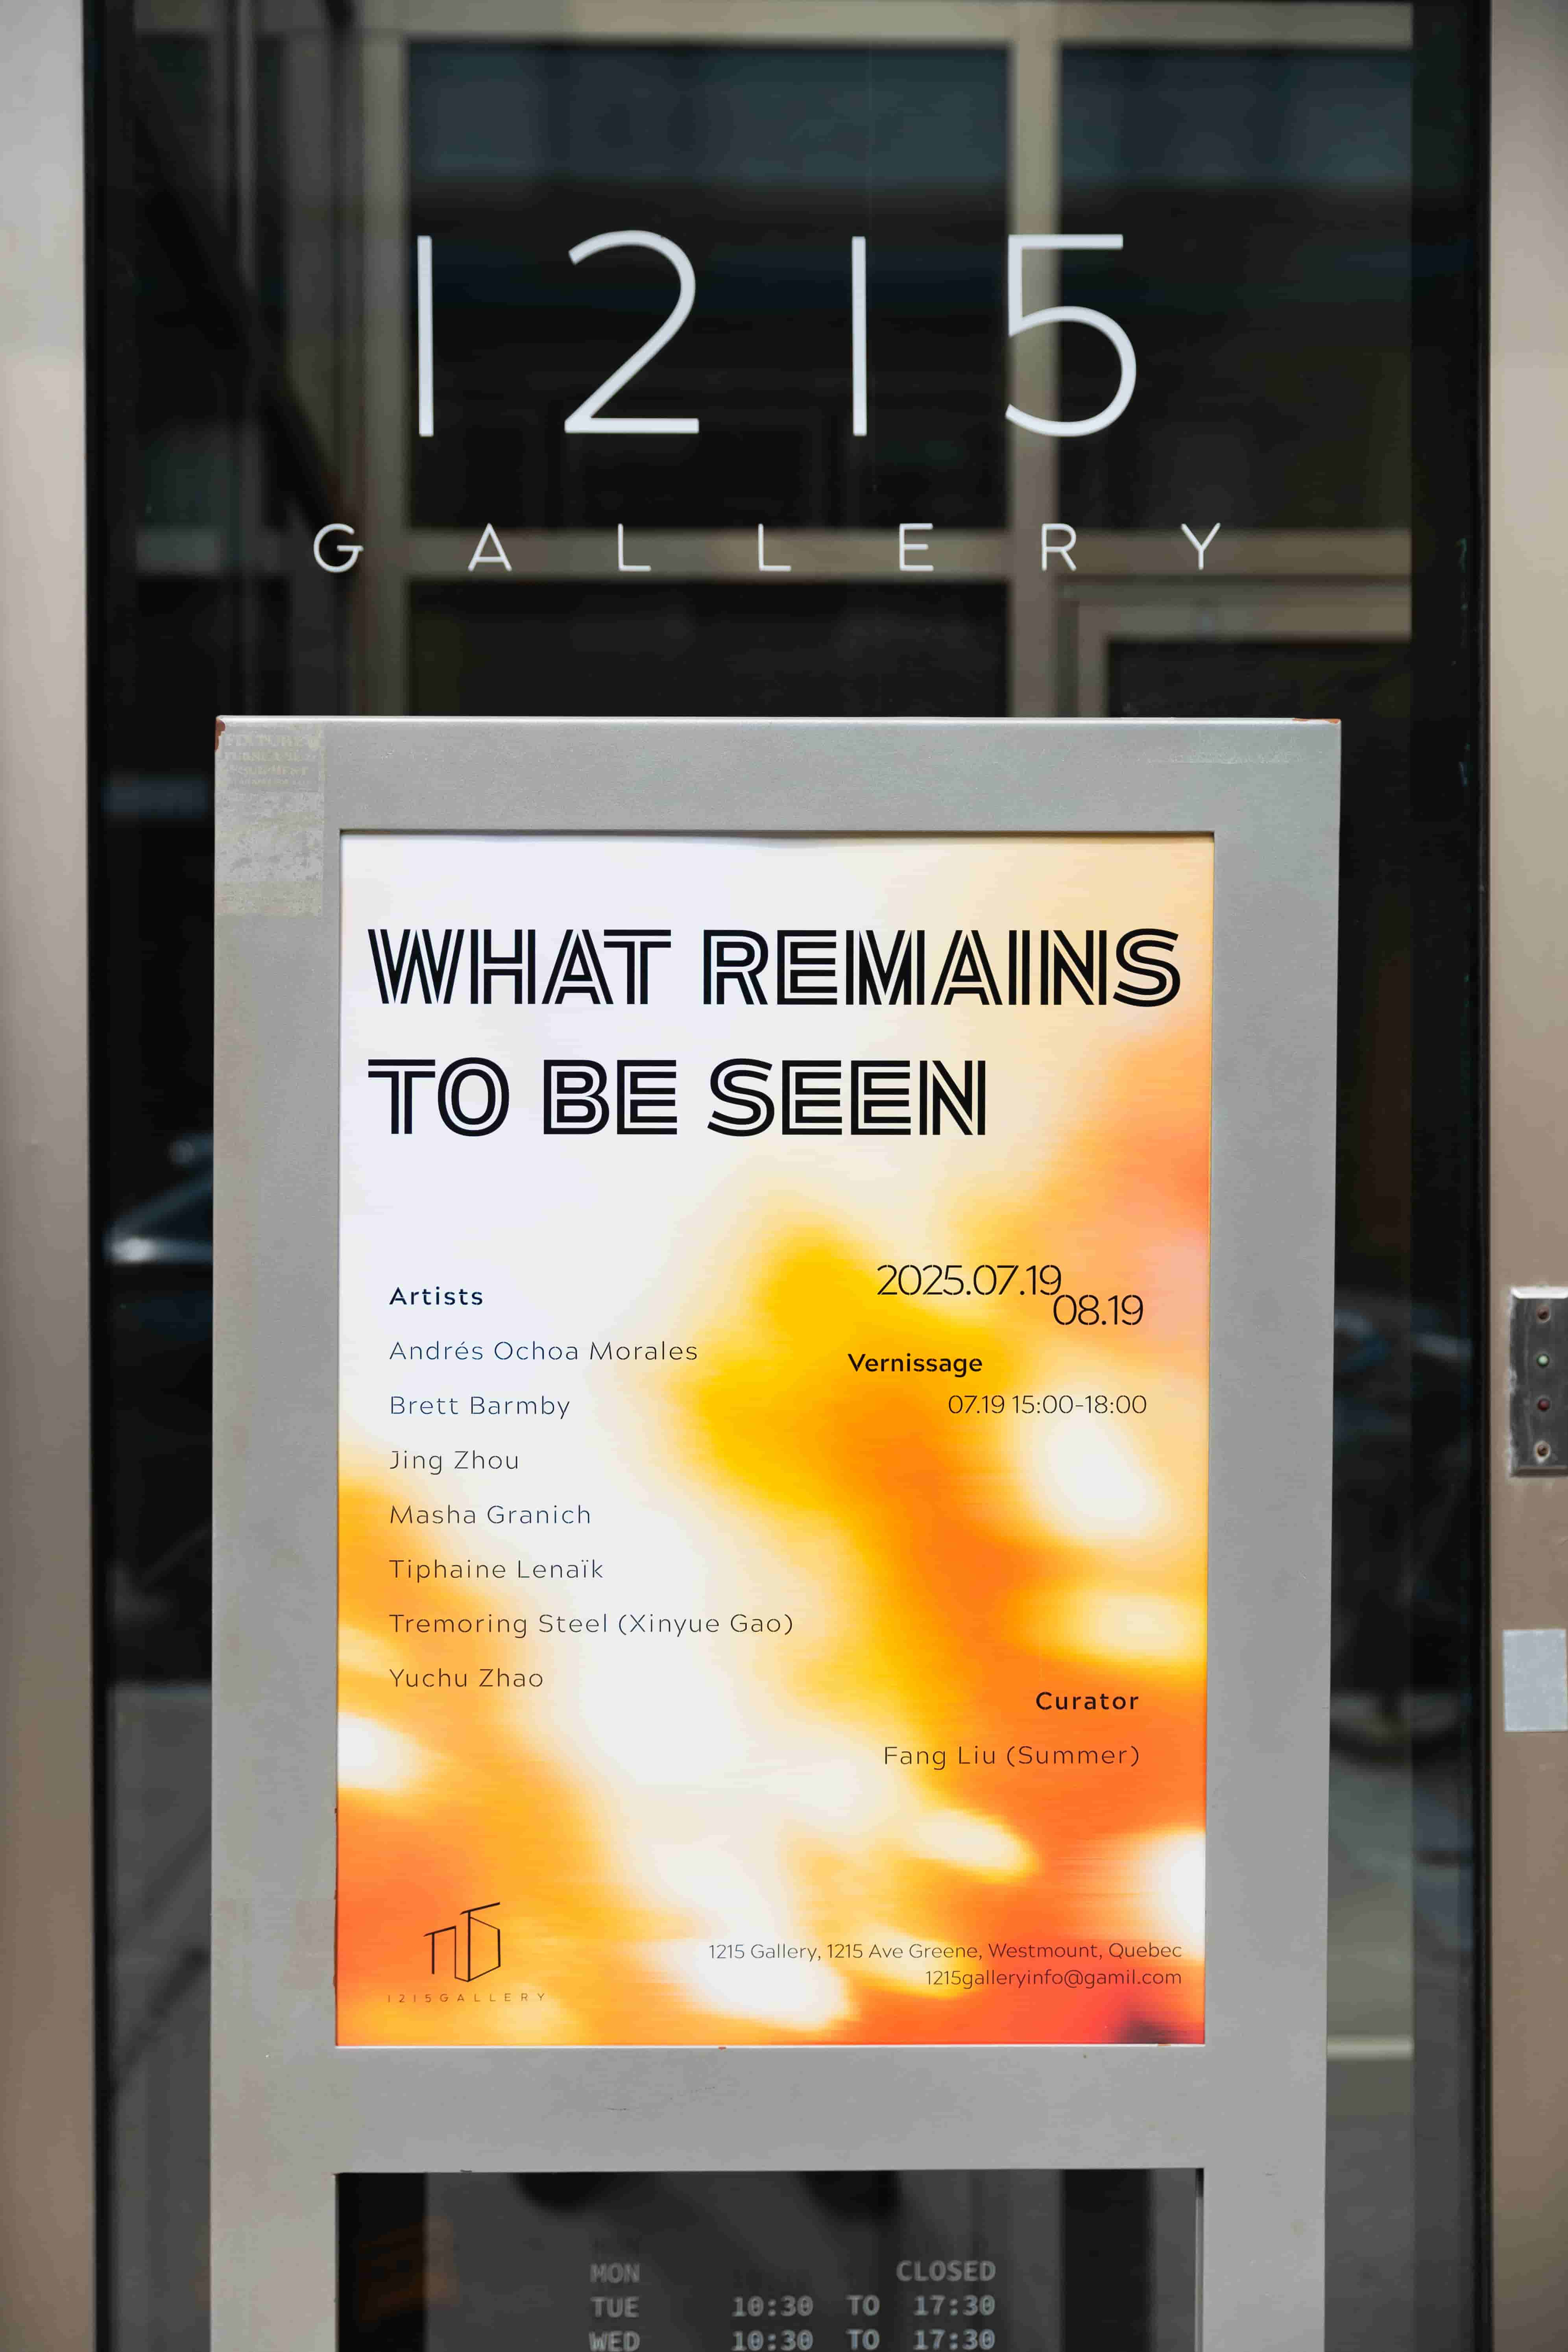 1215
GALLERY
WHAT REMAINS
TO BE SEEN
Artists
Andrés Ochoa Morales
Brett Barmby
Jing Zhou
Masha Granich
Tiphaine Lenaïk
Tremoring Steel (Xinyue Gao)
Yuchu Zhao
2025.07.19
08.19
Vernissage
07.19 15:00-18:00
Curator
Fang Liu (Summer)
1215 Gallery, 1215 Ave Greene, Westmount, Quebec
1215galleryinfo@gamil.com
1215GALLERY
MON CLOSED
TUE 10:30 TO 17:30
WED 10:30 TO 17:30